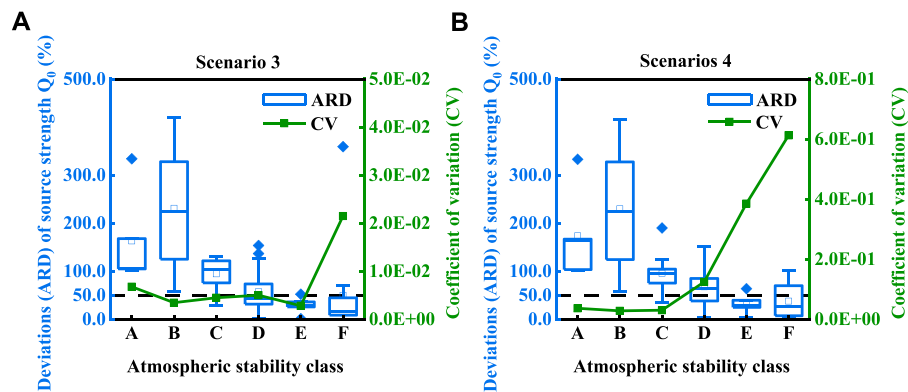 A
Scenario 3
Deviations (ARD) of source strength Q₀ (%)
500.0
300.0
200.0
100.0
50.0
0.0
ARD
CV
5.0E-02
4.0E-02
3.0E-02
2.0E-02
1.0E-02
0.0E+00
Coefficient of variation (CV)
A B C D E F
Atmospheric stability class
B
Scenarios 4
Deviations (ARD) of source strength Q₀ (%)
500.0
300.0
200.0
100.0
50.0
0.0
ARD
CV
8.0E-01
6.0E-01
4.0E-01
2.0E-01
0.0E+00
Coefficient of variation (CV)
A B C D E F
Atmospheric stability class